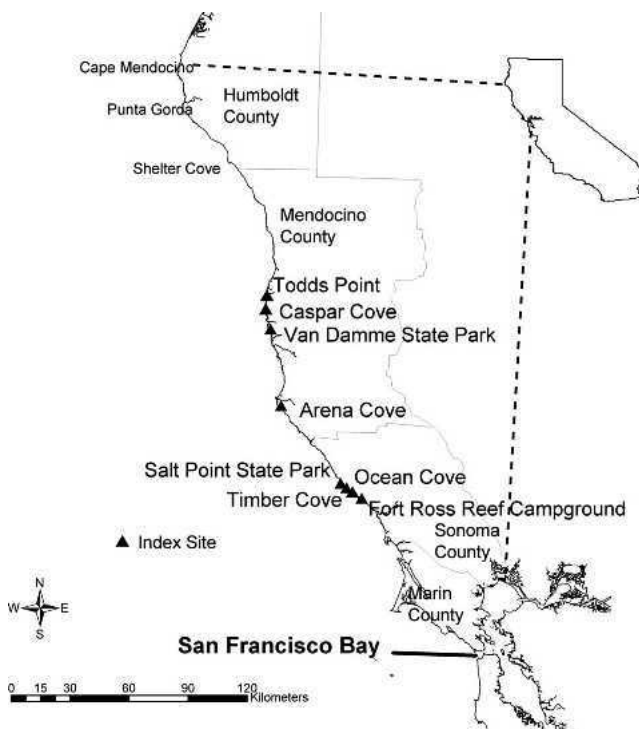 Cape Mendocino
Humboldt
County
Punta Gorda
Shelter Cove
Mendocino
County
Todds Point
Caspar Cove
Van Damme State Park
Arena Cove
Salt Point State Park
Ocean Cove
Timber Cove
Fort Ross Reef Campground
Sonoma
County
Index Site
N
W E
S
Marin
County
San Francisco Bay
0 15 30 60 90 120
Kilometers